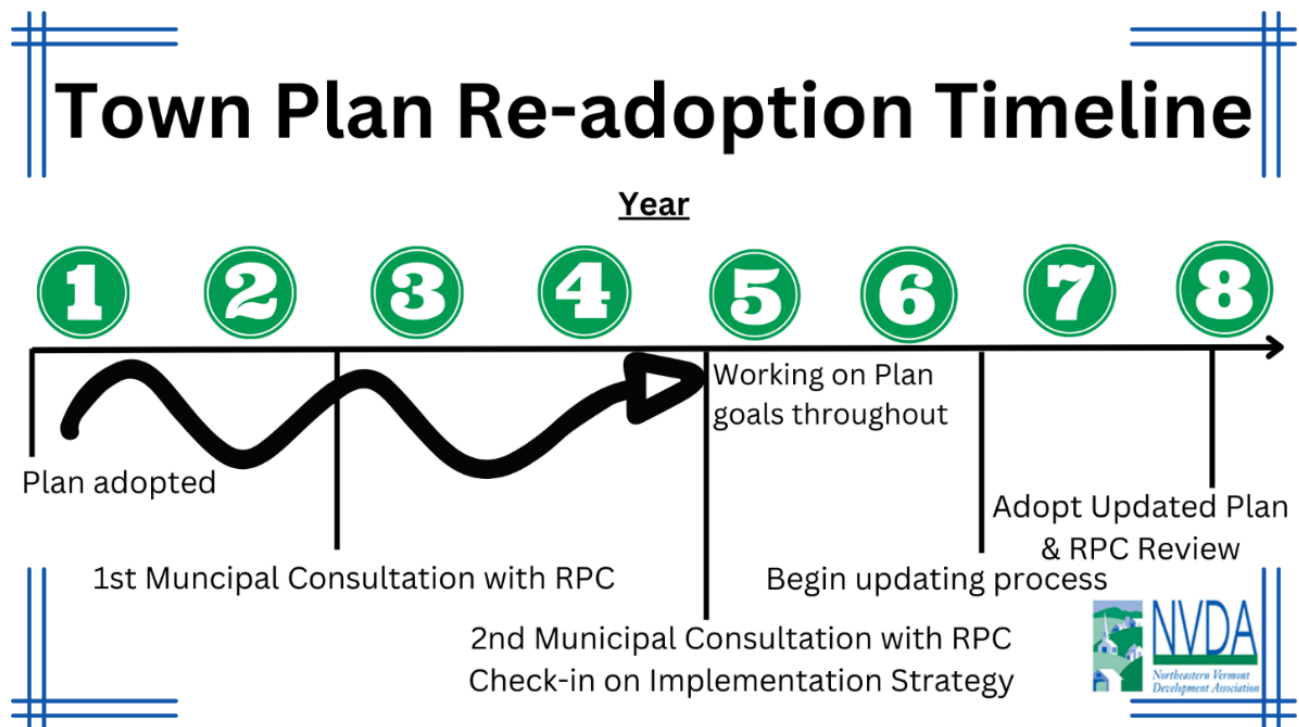 Town Plan Re-adoption Timeline
Year
1 2 3 4 5 6 7 8
Working on Plan
goals throughout
Plan adopted
Adopt Updated Plan
& RPC Review
1st Muncipal Consultation with RPC
Begin updating process
2nd Municipal Consultation with RPC
Check-in on Implementation Strategy
NVDA
Northeastern Vermont
Development Association